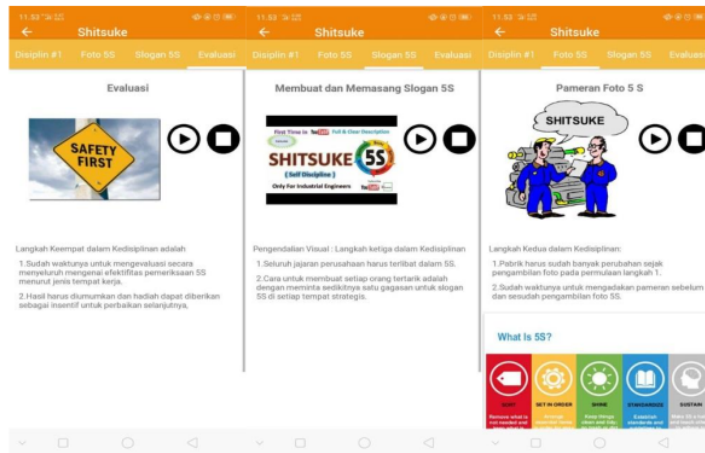 11.53
Shitsuke
Disiplin #1 Foto 5S Slogan 5S Evaluasi
Evaluasi
SAFETY
FIRST
Langkah Keempat dalam Kedisiplinan adalah
1.Sudah waktunya untuk mengevaluasi secara
menyeluruh mengenai efektifitas pemeriksaan 5S
menurut jenis tempat kerja.
2.Hasil harus diumumkan dan hadiah dapat diberikan
sebagai insentif untuk perbaikan selanjutnya,
11.53
Shitsuke
Disiplin #1 Foto 5S Slogan 5S Evaluasi
Membuat dan Memasang Slogan 5S
First Time in YouTube Full & Clear Description
SHITSUKE 5S
( Self Discipline )
Only For Industrial Engineers
Pengendalian Visual : Langkah ketiga dalam Kedisiplinan
1.Seluruh jajaran perusahaan harus terlibat dalam 5S.
2.Cara untuk membuat setiap orang tertarik adalah
dengan meminta sedikitnya satu gagasan untuk slogan
5S di setiap tempat strategis.
11.53
Shitsuke
Disiplin #1 Foto 5S Slogan 5S Evaluasi
Pameran Foto 5 S
SHITSUKE
Langkah Kedua dalam Kedisiplinan:
1.Pabrik harus sudah banyak perubahan sejak
pengambilan foto pada permulaan langkah 1.
2.Sudah waktunya untuk mengadakan pameran sebelum
dan sesudah pengambilan foto 5S.
What Is 5S?
SORT SET IN ORDER SHINE STANDARDIZE SUSTAIN